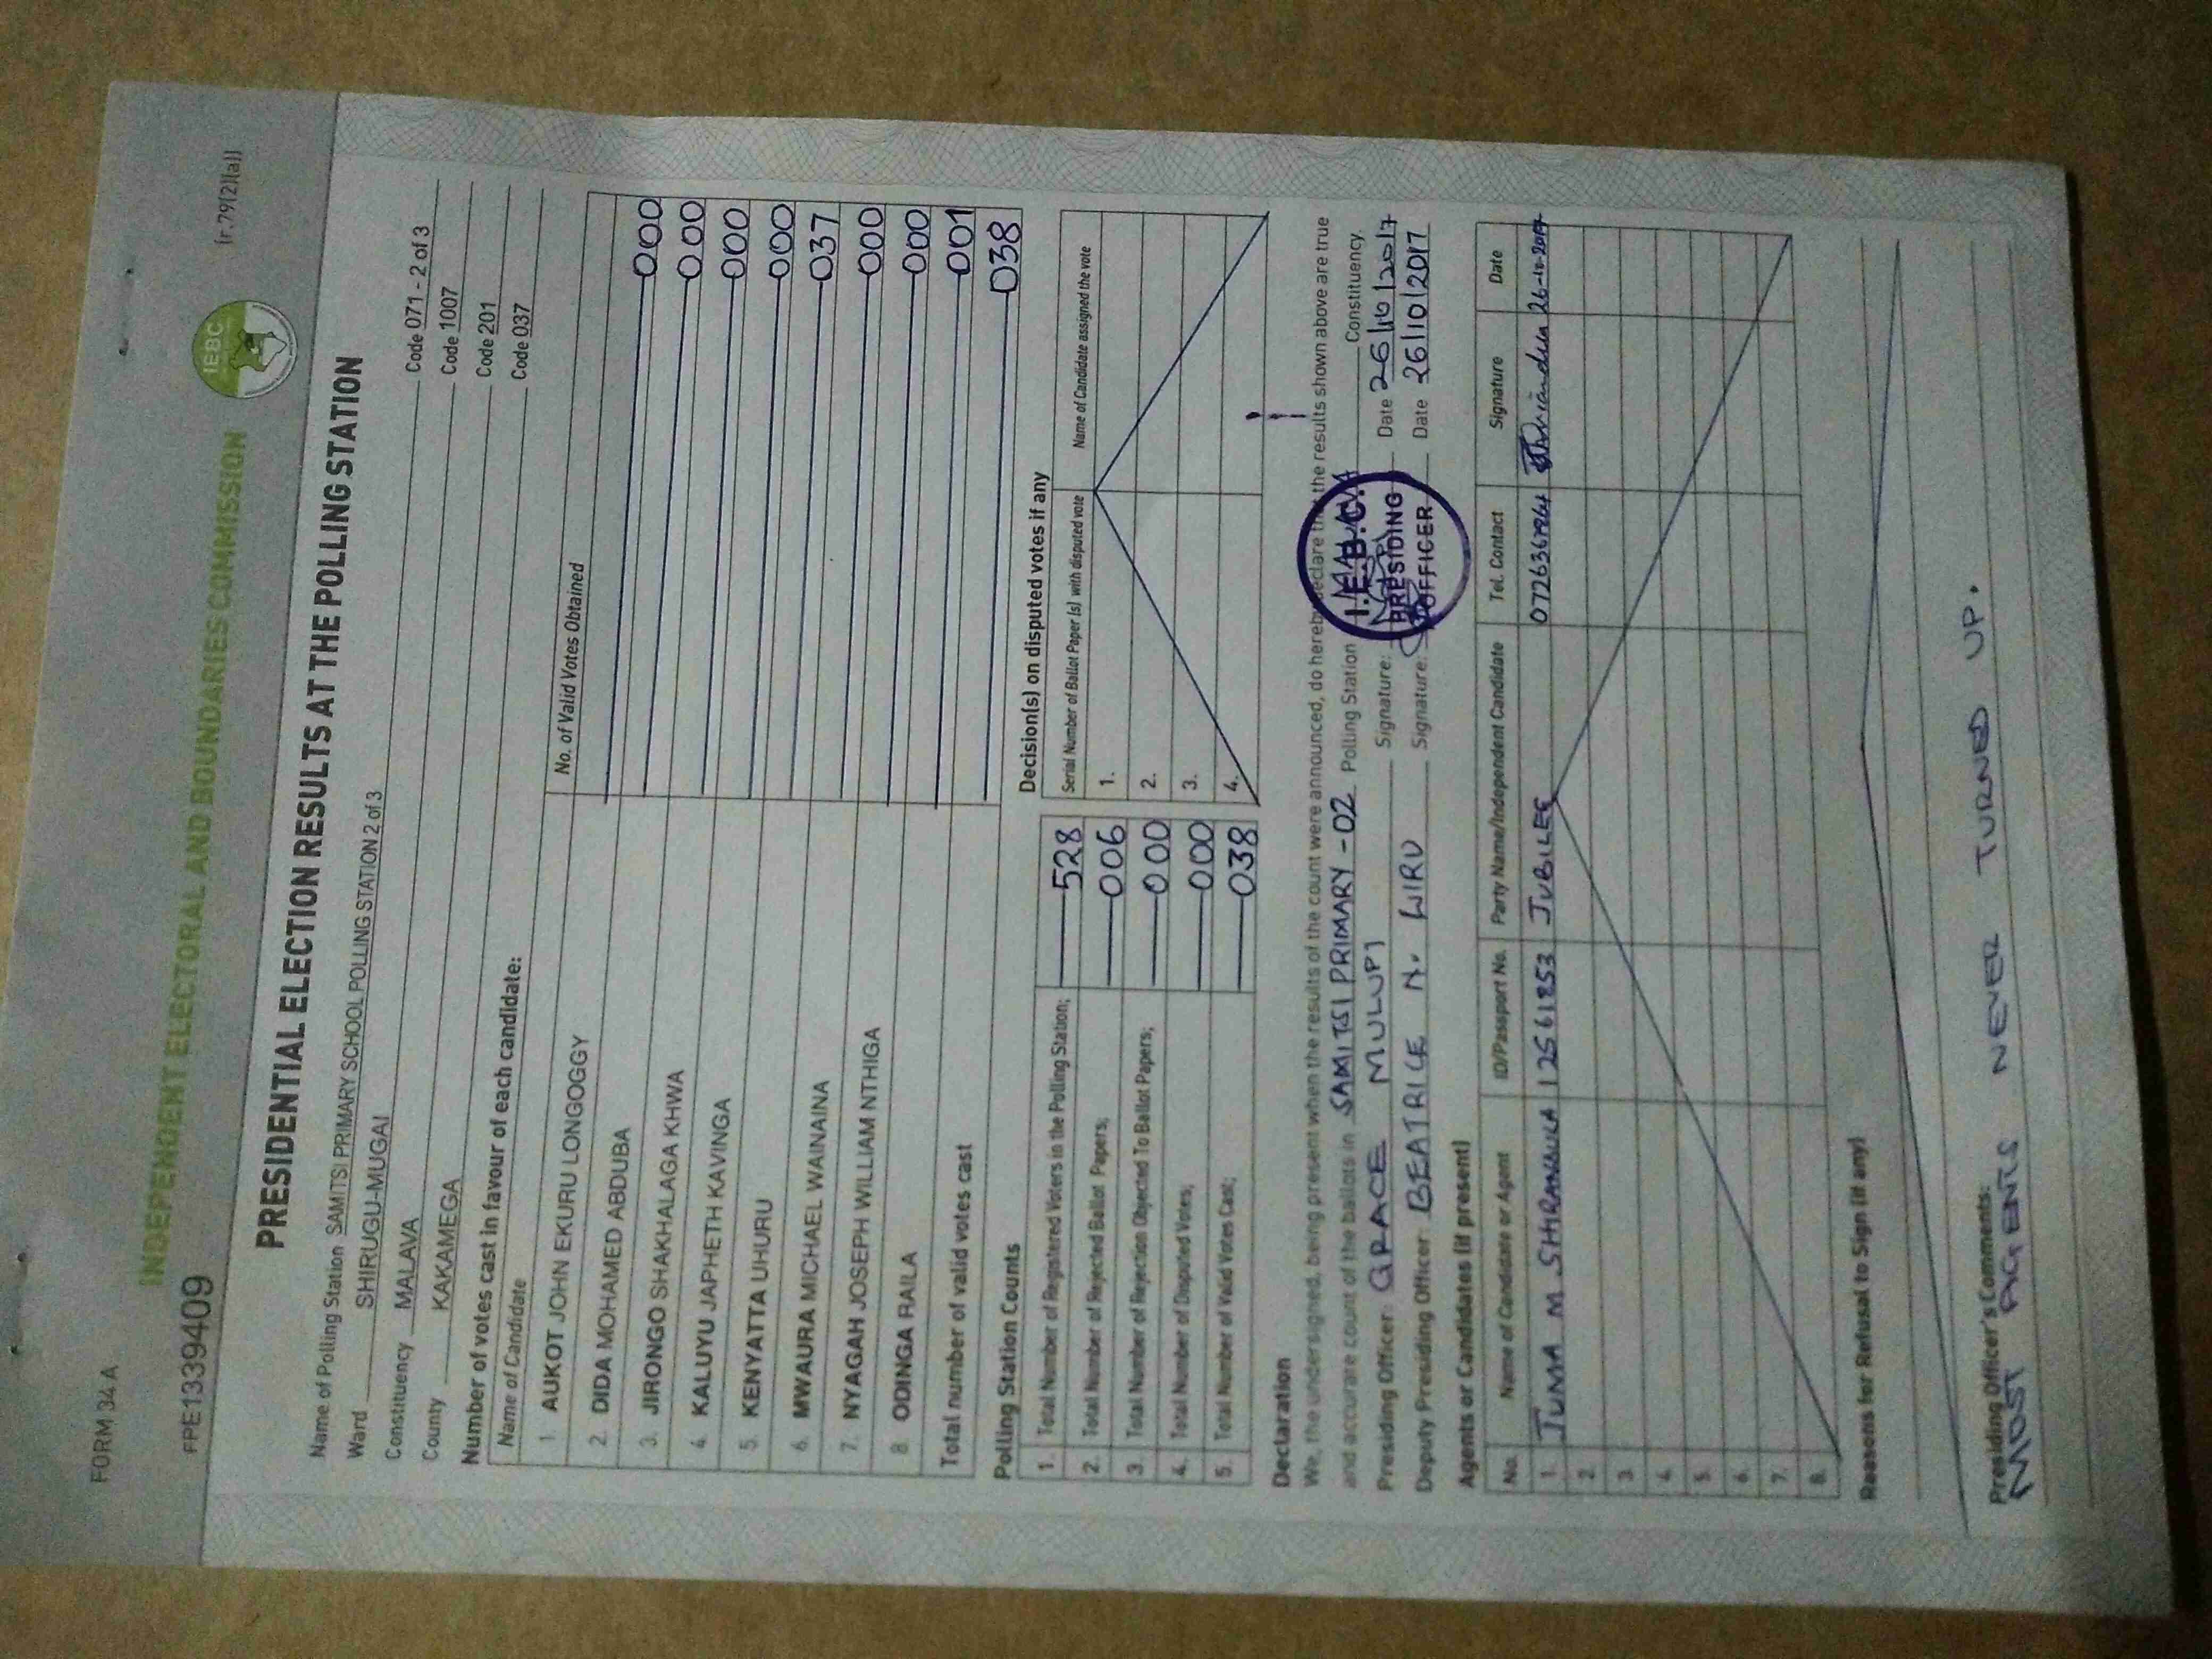 FORM 34 A
(r.79(2)(a))
FPE1339409
INDEPENDENT ELECTORAL AND BOUNDARIES COMMISSION
IEBC
PRESIDENTIAL ELECTION RESULTS AT THE POLLING STATION
Name of Polling Station SAMITSI PRIMARY SCHOOL POLLING STATION 2 of 3 Code 071 - 2 of 3
Ward SHIRUGU-MUGAI Code 1007
Constituency MALAVA Code 201
County KAKAMEGA Code 037
Number of votes cast in favour of each candidate:
Name of Candidate No. of Valid Votes Obtained
1. AUKOT JOHN EKURU LONGOGGY 000
2. DIDA MOHAMED ABDUBA 000
3. JIRONGO SHAKHALAGA KHWA 000
4. KALUYU JAPHETH KAVINGA 000
5. KENYATTA UHURU 037
6. MWAURA MICHAEL WAINAINA 000
7. NYAGAH JOSEPH WILLIAM NTHIGA 000
8 ODINGA RAILA 001
Total number of valid votes cast 038
Polling Station Counts
1. Total Number of Registered Voters in the Polling Station; 528
2. Total Number of Rejected Ballot Papers; 006
3 Total Number of Rejection Objected To Ballot Papers; 000
4. Total Number of Disputed Votes; 000
5. Total Number of Valid Votes Cast; 038
Decision(s) on disputed votes if any
Serial Number of Ballot Paper (s) with disputed vote Name of Candidate assigned the vote
1.
2.
3.
4.
Declaration
We, the undersigned, being present when the results of the count were announced, do hereby declare that the results shown above are true
and accurate count of the ballots in SAMITSI PRIMARY - 02 Polling Station MALAVA Constituency.
Presiding Officer: GRACE MULUPI Signature: Date 26/10/2017
Deputy Presiding Officer: BEATRICE N. WIRU Signature: Date 26/10/2017
I.E.B.C.
PRESIDING
OFFICER
Agents or Candidates (if present)
No. Name of Candidate or Agent ID/Passport No. Party Name/Independent Candidate Tel. Contact Signature Date
1. JUMA M 12561853 JUBILEE 26-10-2017
2.
3.
4.
5.
6.
7.
8.
Reasons for Refusal to Sign (if any)
Presiding Officer's Comments:
MOST AGENTS NEVER TURNED UP.